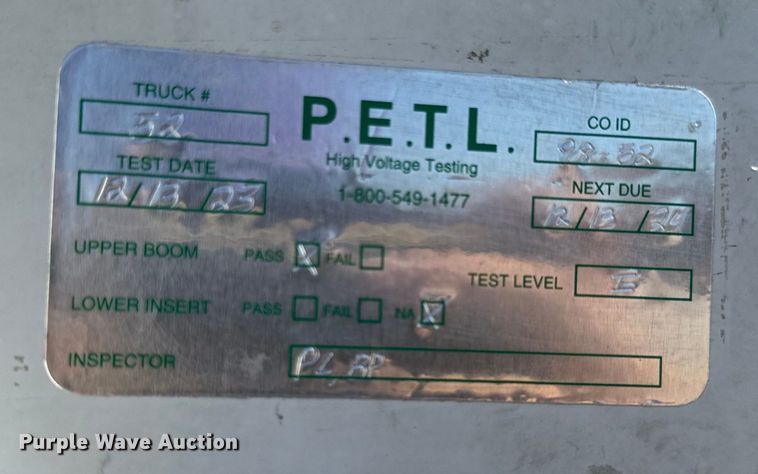 TRUCK #
52
P.E.T.L.
High Voltage Testing
1-800-549-1477
CO ID
98-52
TEST DATE
12/13/23
NEXT DUE
12/13/24
UPPER BOOM PASS X FAIL
TEST LEVEL E
LOWER INSERT PASS FAIL NA X
INSPECTOR
Purple Wave Auction